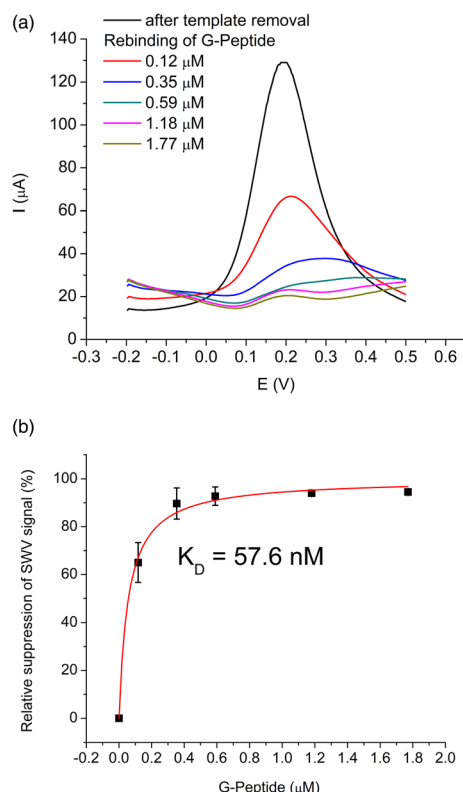 (a)
after template removal
Rebinding of G-Peptide
0.12 μM
0.35 μM
0.59 μM
1.18 μM
1.77 μM
140
120
100
80
60
40
20
0
I (μA)
-0.3 -0.2 -0.1 0.0 0.1 0.2 0.3 0.4 0.5 0.6
E (V)
(b)
100
80
60
40
20
0
Relative suppression of SWV signal (%)
K_D = 57.6 nM
-0.2 0.0 0.2 0.4 0.6 0.8 1.0 1.2 1.4 1.6 1.8 2.0
G-Peptide (μM)